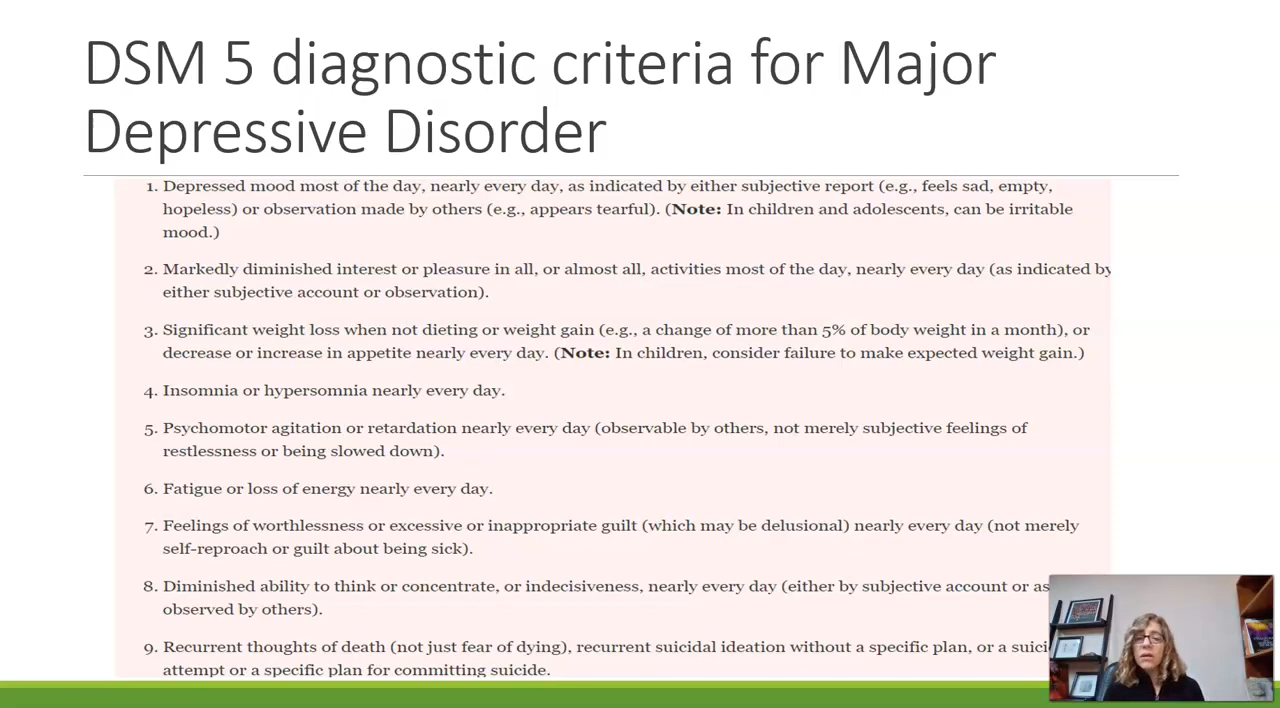 DSM 5 diagnostic criteria for Major
Depressive Disorder
1. Depressed mood most of the day, nearly every day, as indicated by either subjective report (e.g., feels sad, empty,
hopeless) or observation made by others (e.g., appears tearful). (Note: In children and adolescents, can be irritable
mood.)
2. Markedly diminished interest or pleasure in all, or almost all, activities most of the day, nearly every day (as indicated by
either subjective account or observation).
3. Significant weight loss when not dieting or weight gain (e.g., a change of more than 5% of body weight in a month), or
decrease or increase in appetite nearly every day. (Note: In children, consider failure to make expected weight gain.)
4. Insomnia or hypersomnia nearly every day.
5. Psychomotor agitation or retardation nearly every day (observable by others, not merely subjective feelings of
restlessness or being slowed down).
6. Fatigue or loss of energy nearly every day.
7. Feelings of worthlessness or excessive or inappropriate guilt (which may be delusional) nearly every day (not merely
self-reproach or guilt about being sick).
8. Diminished ability to think or concentrate, or indecisiveness, nearly every day (either by subjective account or as
observed by others).
9. Recurrent thoughts of death (not just fear of dying), recurrent suicidal ideation without a specific plan, or a
attempt or a specific plan for committing suicide.